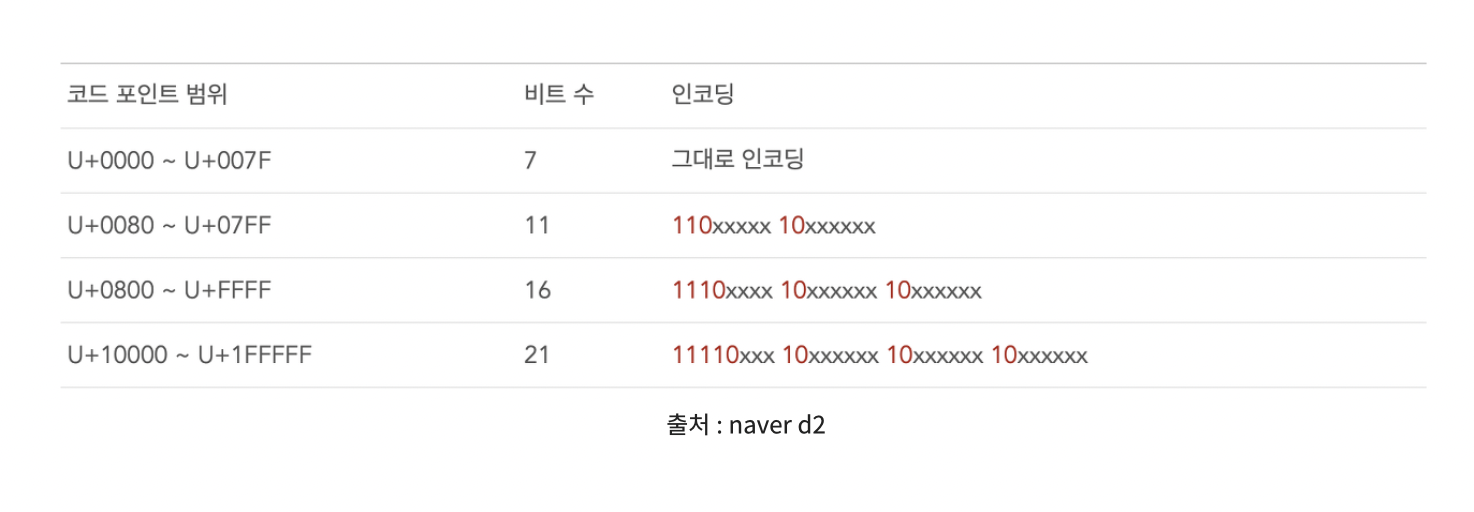 코드 포인트 범위 비트 수 인코딩
U+0000 ~ U+007F 7 그대로 인코딩
U+0080 ~ U+07FF 11 110xxxxx 10xxxxxx
U+0800 ~ U+FFFF 16 1110xxxx 10xxxxxx 10xxxxxx
U+10000 ~ U+1FFFFF 21 11110xxx 10xxxxxx 10xxxxxx 10xxxxxx
출처 : naver d2